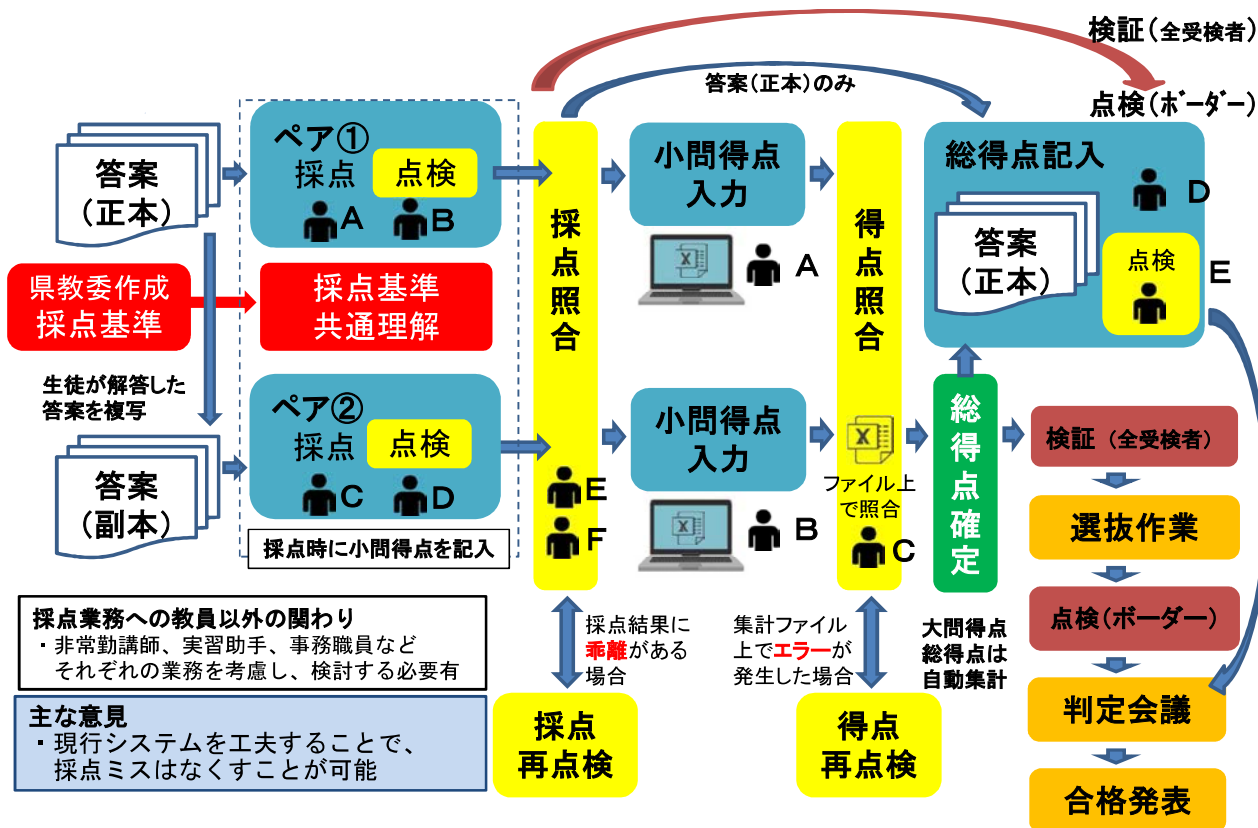 検証(全受検者)
答案(正本)のみ
点検(ボーダー)
答案
(正本)
ペア①
採点
点検
A
B
採点照合
小問得点
入力
A
得点照合
総得点記入
D
答案
(正本)
点検
E
県教委作成
採点基準
採点基準
共通理解
生徒が解答した
答案を複写
答案
(副本)
ペア②
採点
点検
C
D
採点時に小問得点を記入
E
F
小問得点
入力
B
ファイル上
で照合
C
総得点確定
検証(全受検者)
選抜作業
点検(ボーダー)
判定会議
合格発表
採点業務への教員以外の関わり
・非常勤講師、実習助手、事務職員など
それぞれの業務を考慮し、検討する必要有
主な意見
・現行システムを工夫することで、
採点ミスはなくすことが可能
採点結果に
乖離がある
場合
採点
再点検
集計ファイル
上でエラーが
発生した場合
得点
再点検
大問得点
総得点は
自動集計